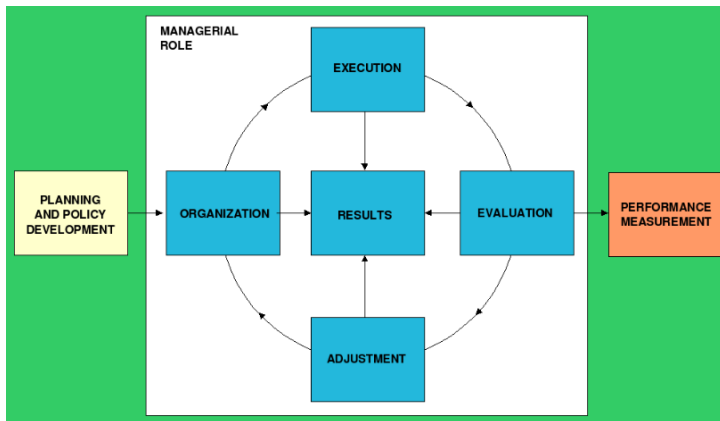 MANAGERIAL
ROLE
EXECUTION
PLANNING
AND POLICY
DEVELOPMENT
ORGANIZATION
RESULTS
EVALUATION
PERFORMANCE
MEASUREMENT
ADJUSTMENT